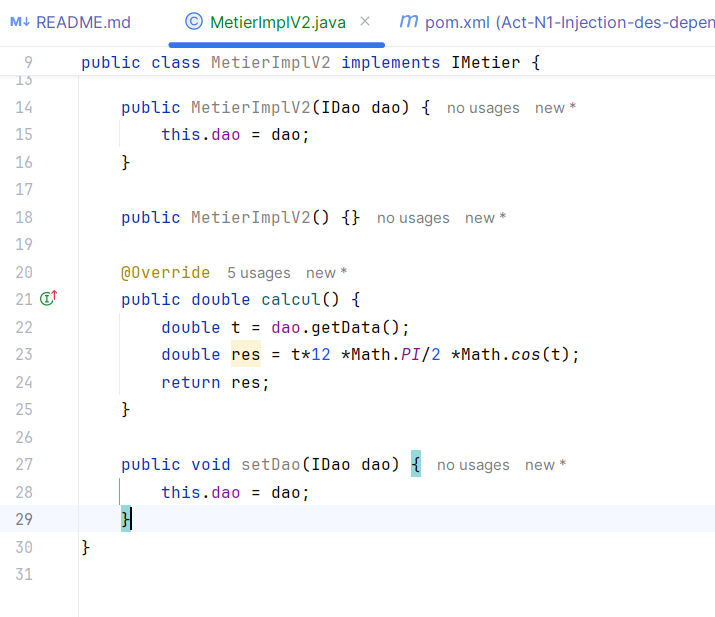 M↓ README.md © MetierImplV2.java × m pom.xml (Act-N1-Injection-des-depen
9 public class MetierImplV2 implements IMetier {
13
14 public MetierImplV2(IDao dao) { no usages new *
15 this.dao = dao;
16 }
17
18 public MetierImplV2() {} no usages new *
19
20 @Override 5 usages new *
21 public double calcul() {
22 double t = dao.getData();
23 double res = t*12 *Math.PI/2 *Math.cos(t);
24 return res;
25 }
26
27 public void setDao(IDao dao) { no usages new *
28 this.dao = dao;
29 }
30 }
31